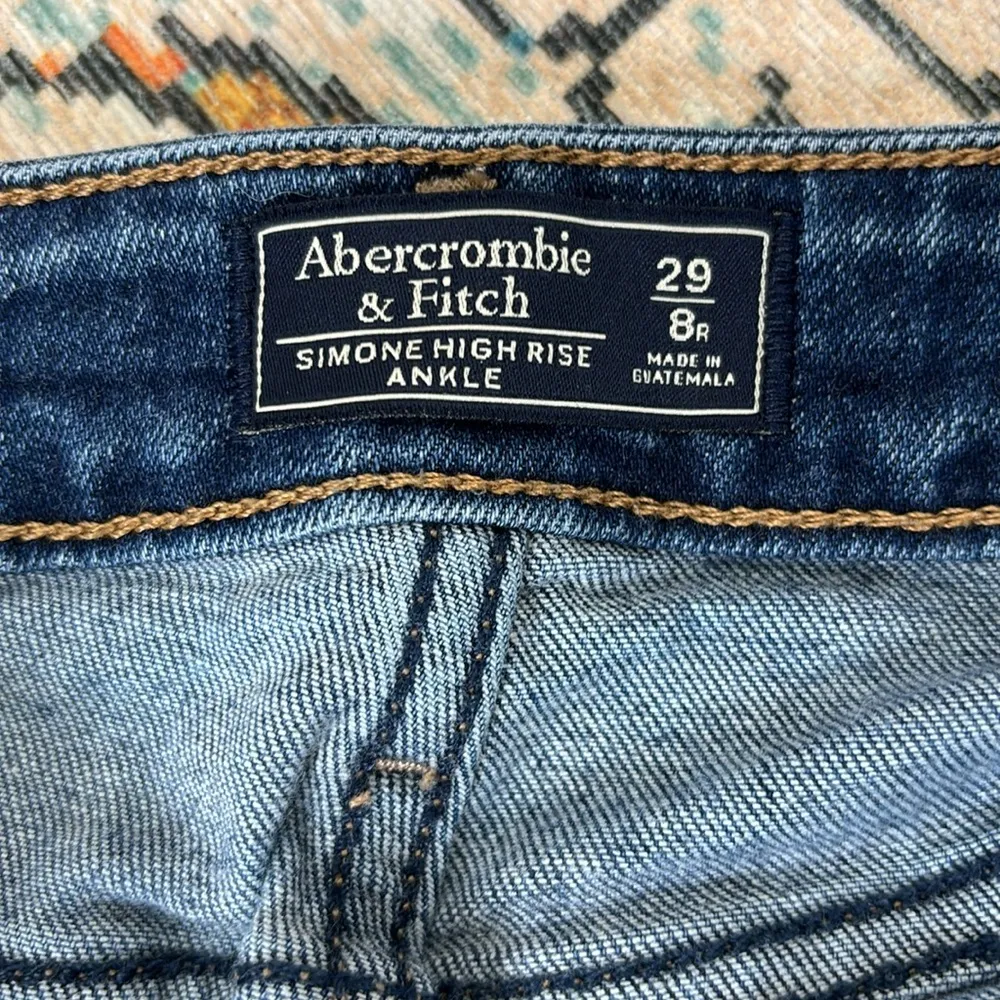 Abercrombie
& Fitch
SIMONE HIGH RISE
ANKLE
29
8R
MADE IN
GUATEMALA